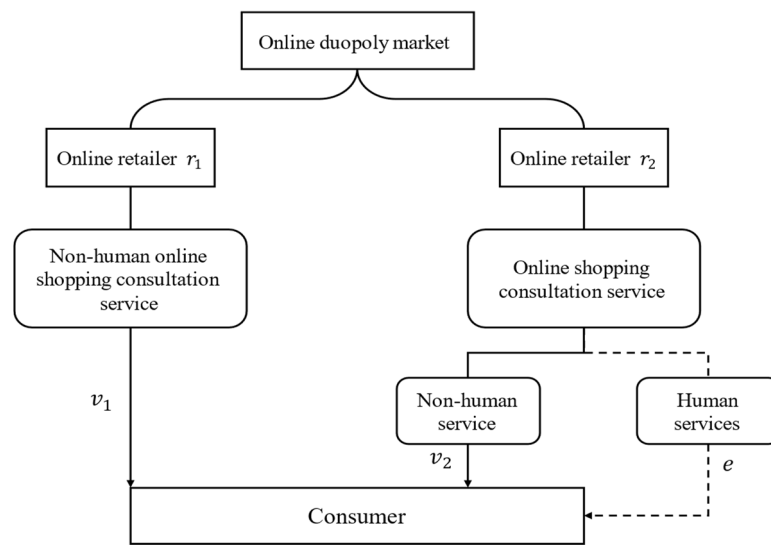 Online duopoly market
Online retailer r₁
Online retailer r₂
Non-human online
shopping consultation
service
Online shopping
consultation service
Non-human
service
Human
services
v₁
v₂
e
Consumer